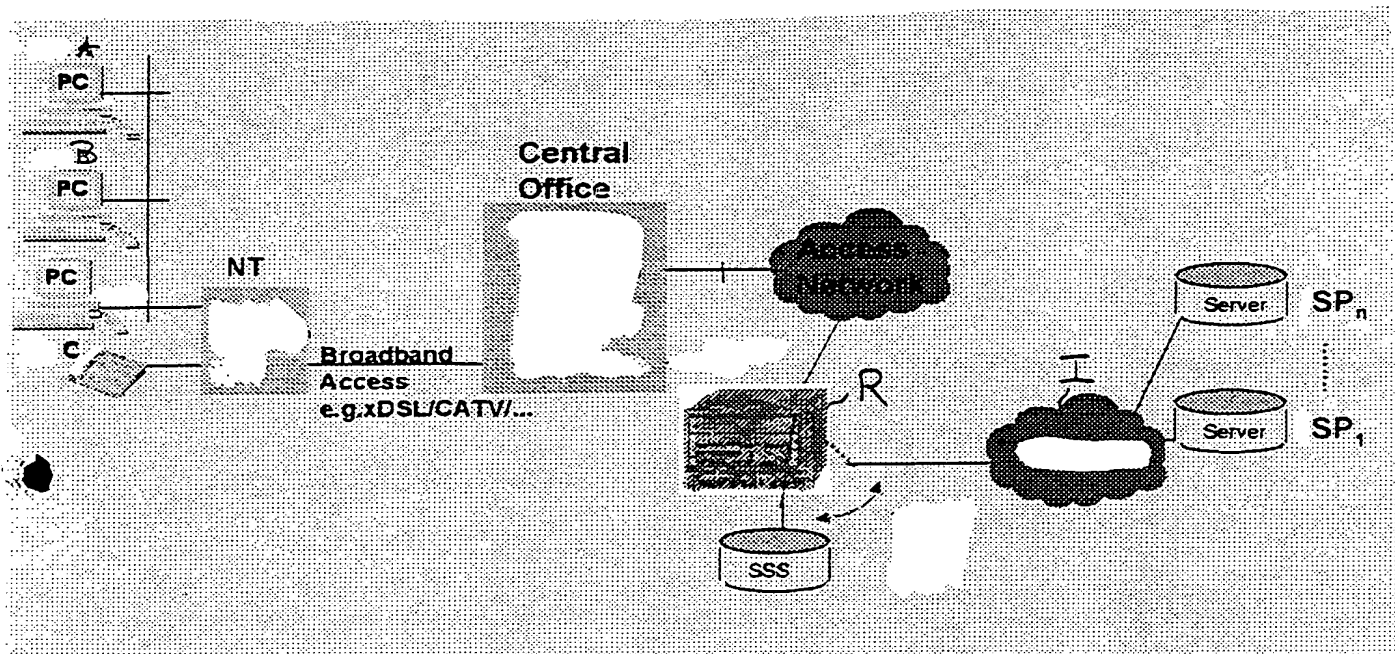 A
PC
B
PC
PC
C
NT
Broadband
Access
e.g.xDSL/CATV/...
Central
Office
Access
Network
R
SSS
I
Server
SPn
Server
SP1